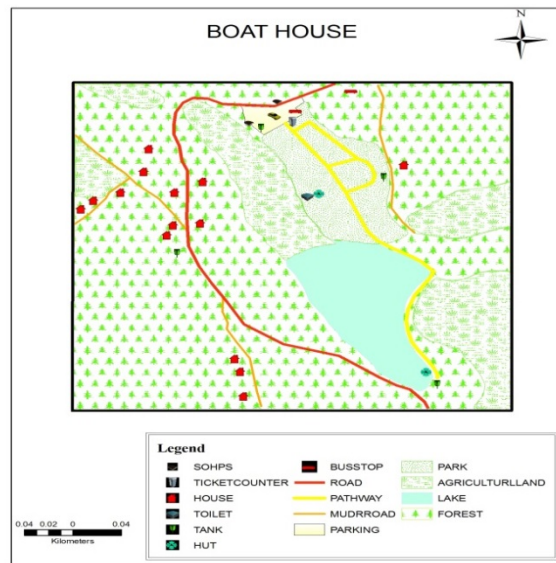 N
BOAT HOUSE
Legend
SOHPS
TICKETCOUNTER
HOUSE
TOILET
TANK
HUT
BUSSTOP
ROAD
PATHWAY
MUDRROAD
PARKING
PARK
AGRICULTURLLAND
LAKE
FOREST
0.04 0.02 0 0.04
Kilometers